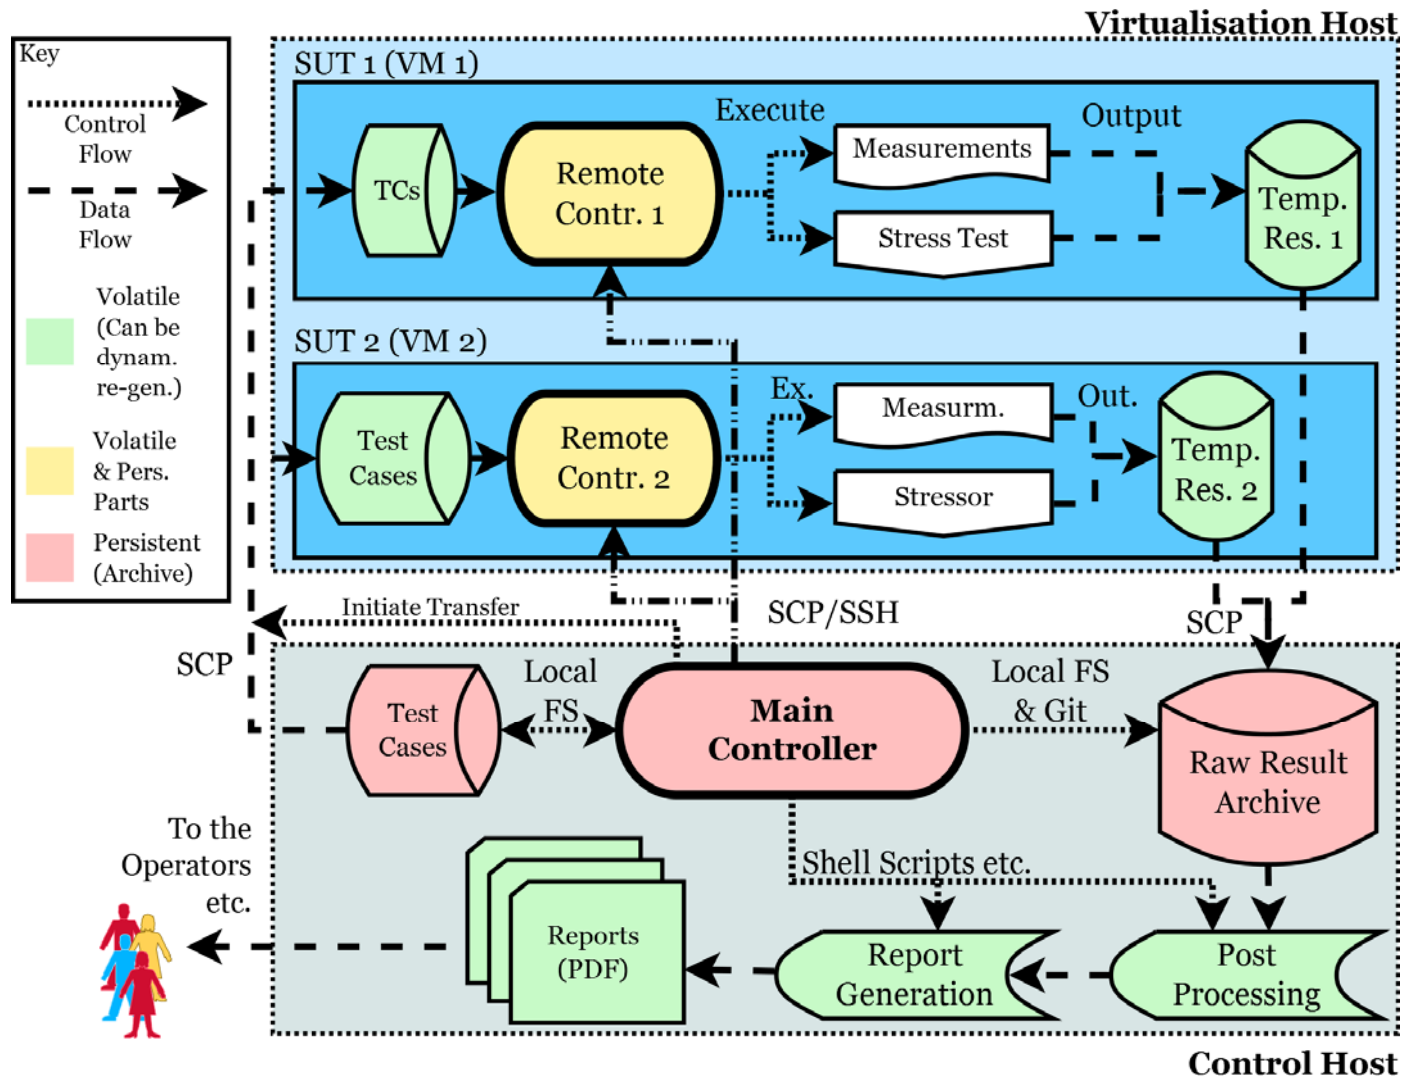 Virtualisation Host
Key
Control
Flow
Data
Flow
Volatile
(Can be
dynam.
re-gen.)
Volatile
& Pers.
Parts
Persistent
(Archive)
SUT 1 (VM 1)
TCs
Remote
Contr. 1
Execute
Measurements
Stress Test
Output
Temp.
Res. 1
SUT 2 (VM 2)
Test
Cases
Remote
Contr. 2
Ex.
Measurm.
Stressor
Out.
Temp.
Res. 2
Initiate Transfer
SCP/SSH
SCP
SCP
Test
Cases
Local
FS
Main
Controller
Local FS
& Git
Raw Result
Archive
To the
Operators
etc.
Shell Scripts etc.
Reports
(PDF)
Report
Generation
Post
Processing
Control Host